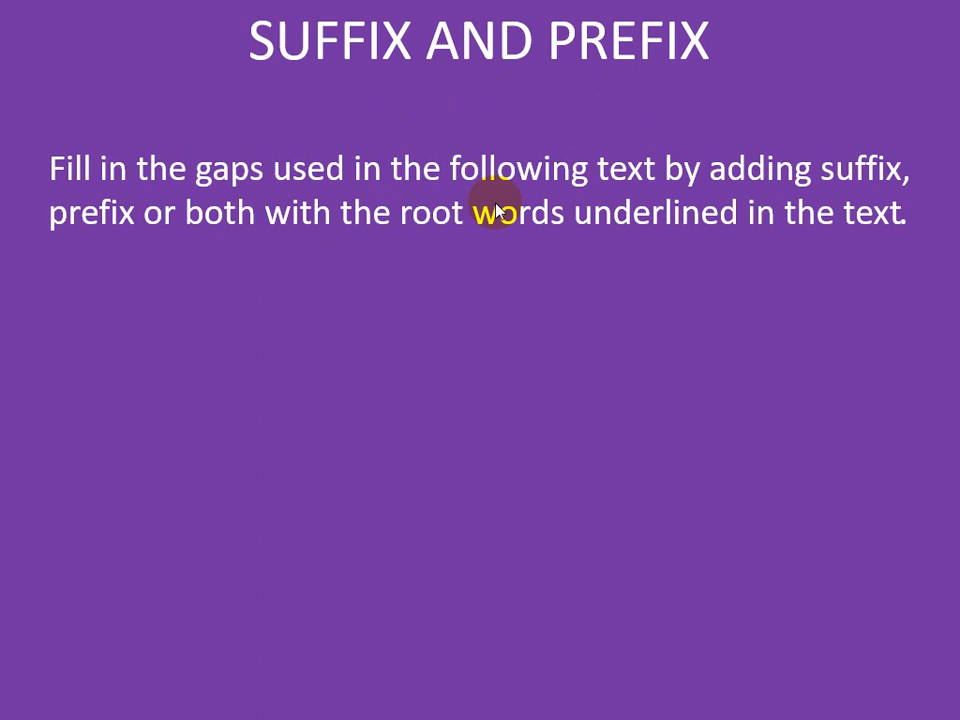 SUFFIX AND PREFIX
Fill in the gaps used in the following text by adding suffix,
prefix or both with the root words underlined in the text.